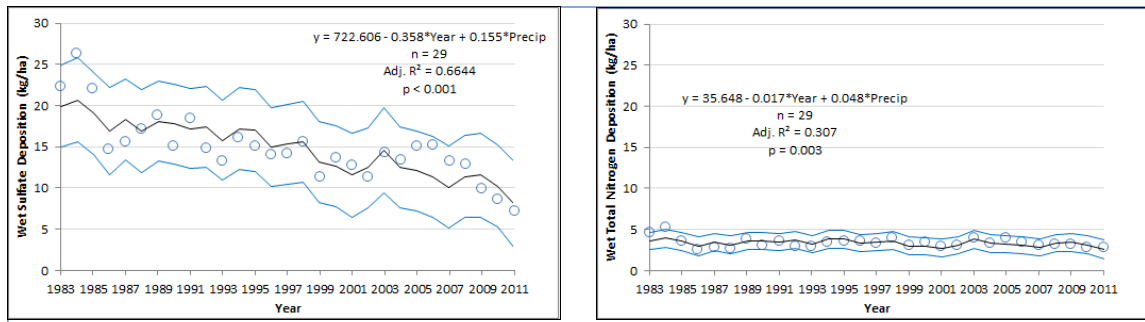 30
25
20
15
10
5
0
Wet Sulfate Deposition (kg/ha)
y = 722.606 - 0.358*Year + 0.155*Precip
n = 29
Adj. R² = 0.6644
p < 0.001
1983 1985 1987 1989 1991 1993 1995 1997 1999 2001 2003 2005 2007 2009 2011
Year
30
25
20
15
10
5
0
Wet Total Nitrogen Deposition (kg/ha)
y = 35.648 - 0.017*Year + 0.048*Precip
n = 29
Adj. R² = 0.307
p = 0.003
1983 1985 1987 1989 1991 1993 1995 1997 1999 2001 2003 2005 2007 2009 2011
Year